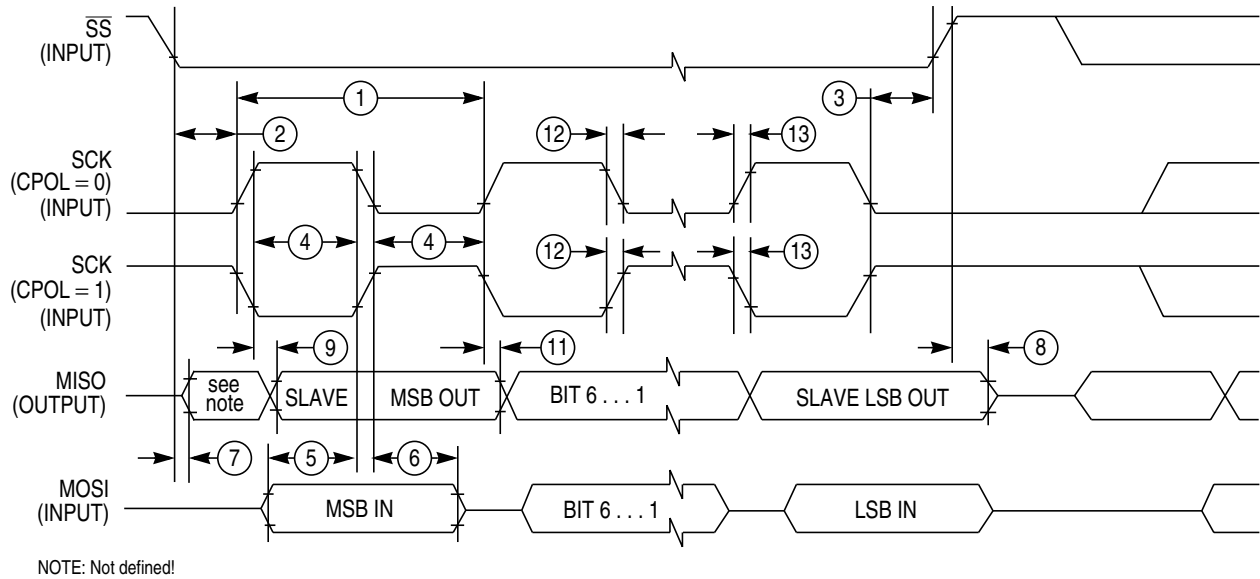 SS
(INPUT)
1
3
2
12
13
SCK
(CPOL = 0)
(INPUT)
4
4
12
13
SCK
(CPOL = 1)
(INPUT)
9
11
8
MISO
(OUTPUT)
see
note
SLAVE
MSB OUT
BIT 6 . . . 1
SLAVE LSB OUT
7
5
6
MOSI
(INPUT)
MSB IN
BIT 6 . . . 1
LSB IN
NOTE: Not defined!